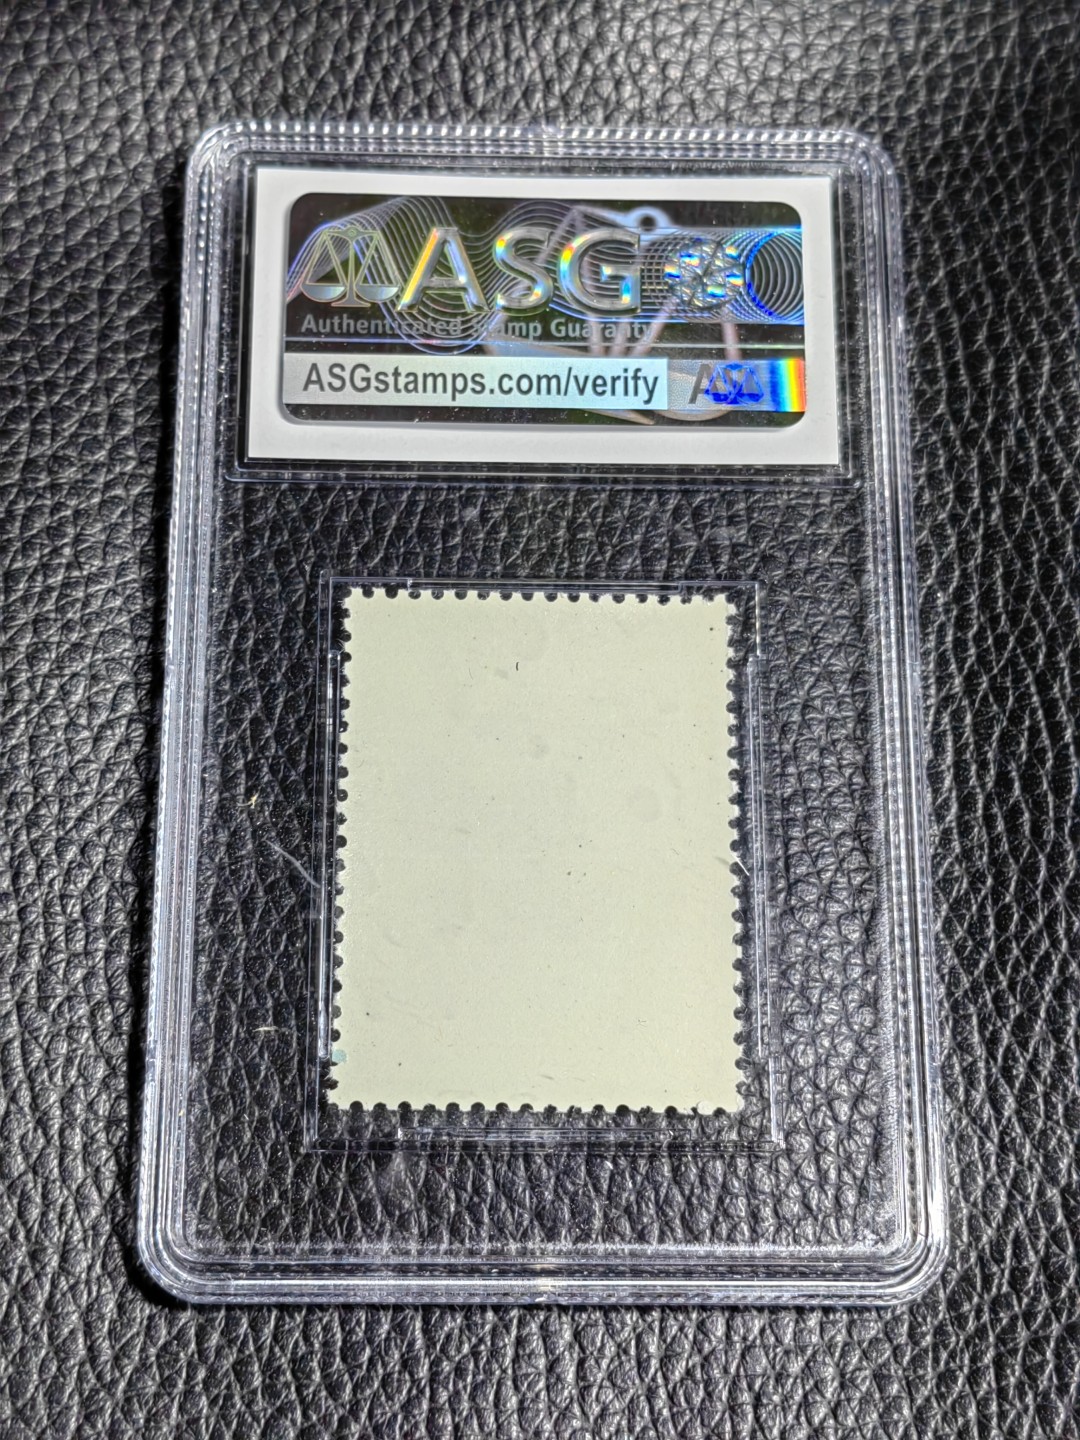 ASG
Authenticated Stamp Guaranty
ASGstamps.com/verify